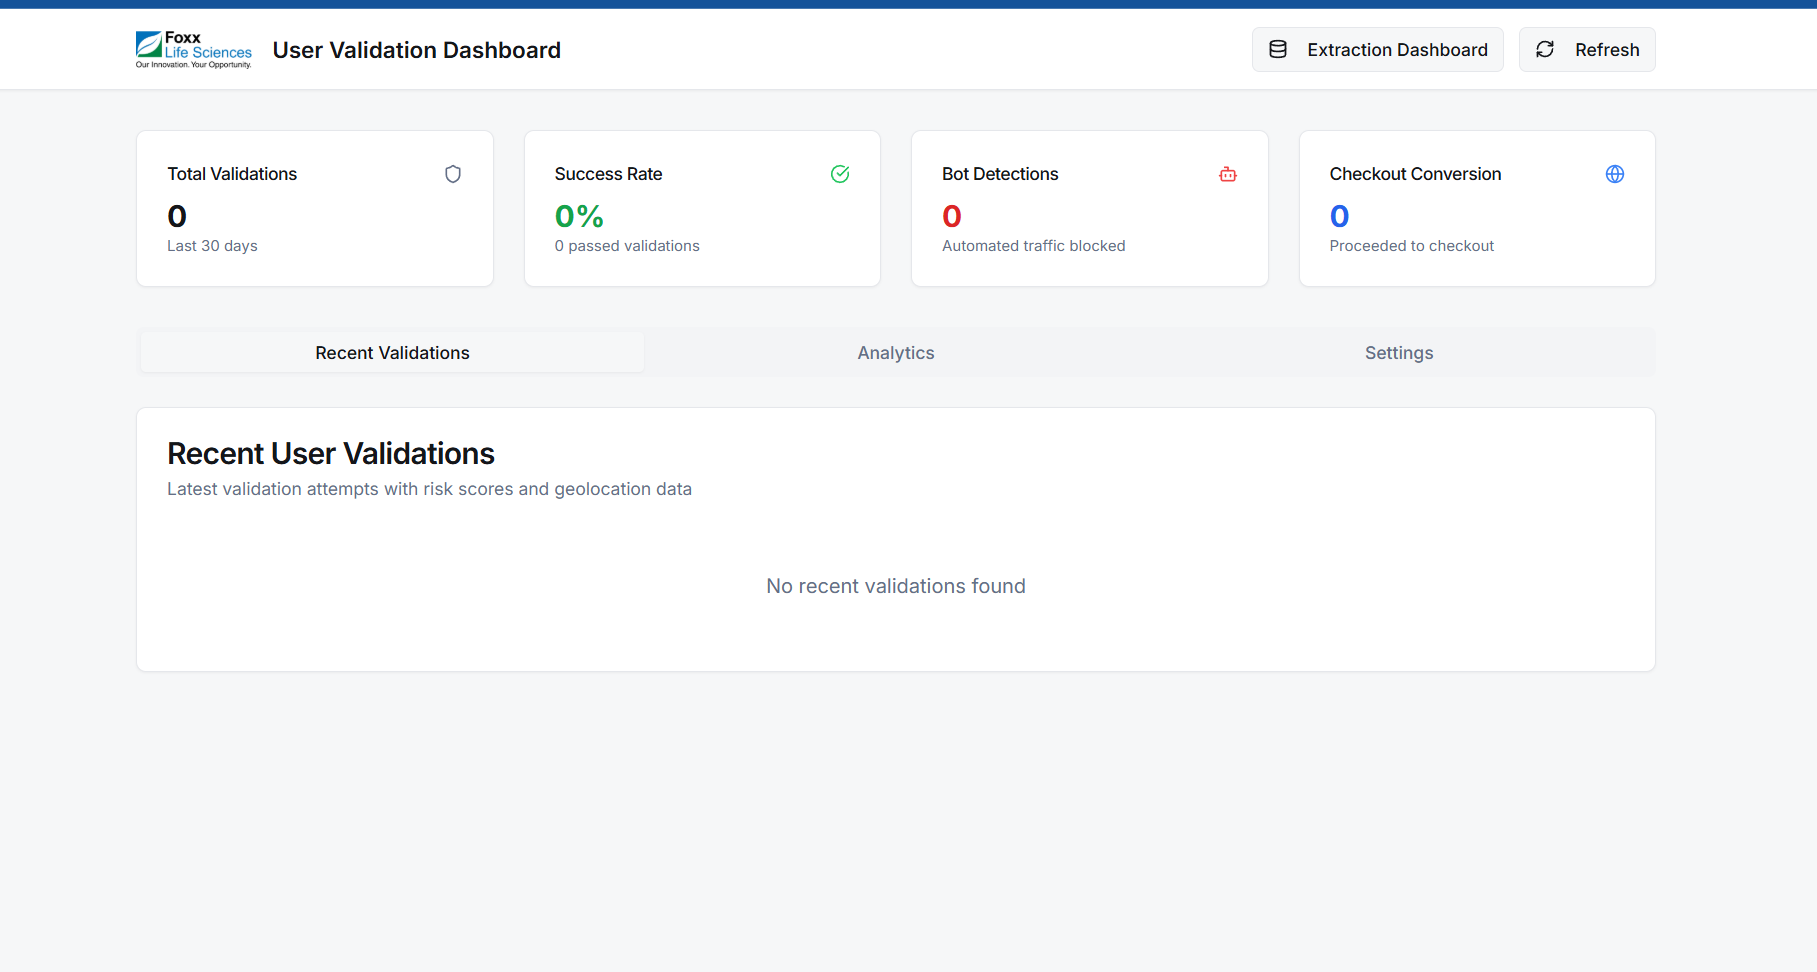 Foxx
Life Sciences
Our Innovation. Your Opportunity.
User Validation Dashboard
Extraction Dashboard
Refresh
Total Validations
0
Last 30 days
Success Rate
0%
0 passed validations
Bot Detections
0
Automated traffic blocked
Checkout Conversion
0
Proceeded to checkout
Recent Validations
Analytics
Settings
Recent User Validations
Latest validation attempts with risk scores and geolocation data
No recent validations found